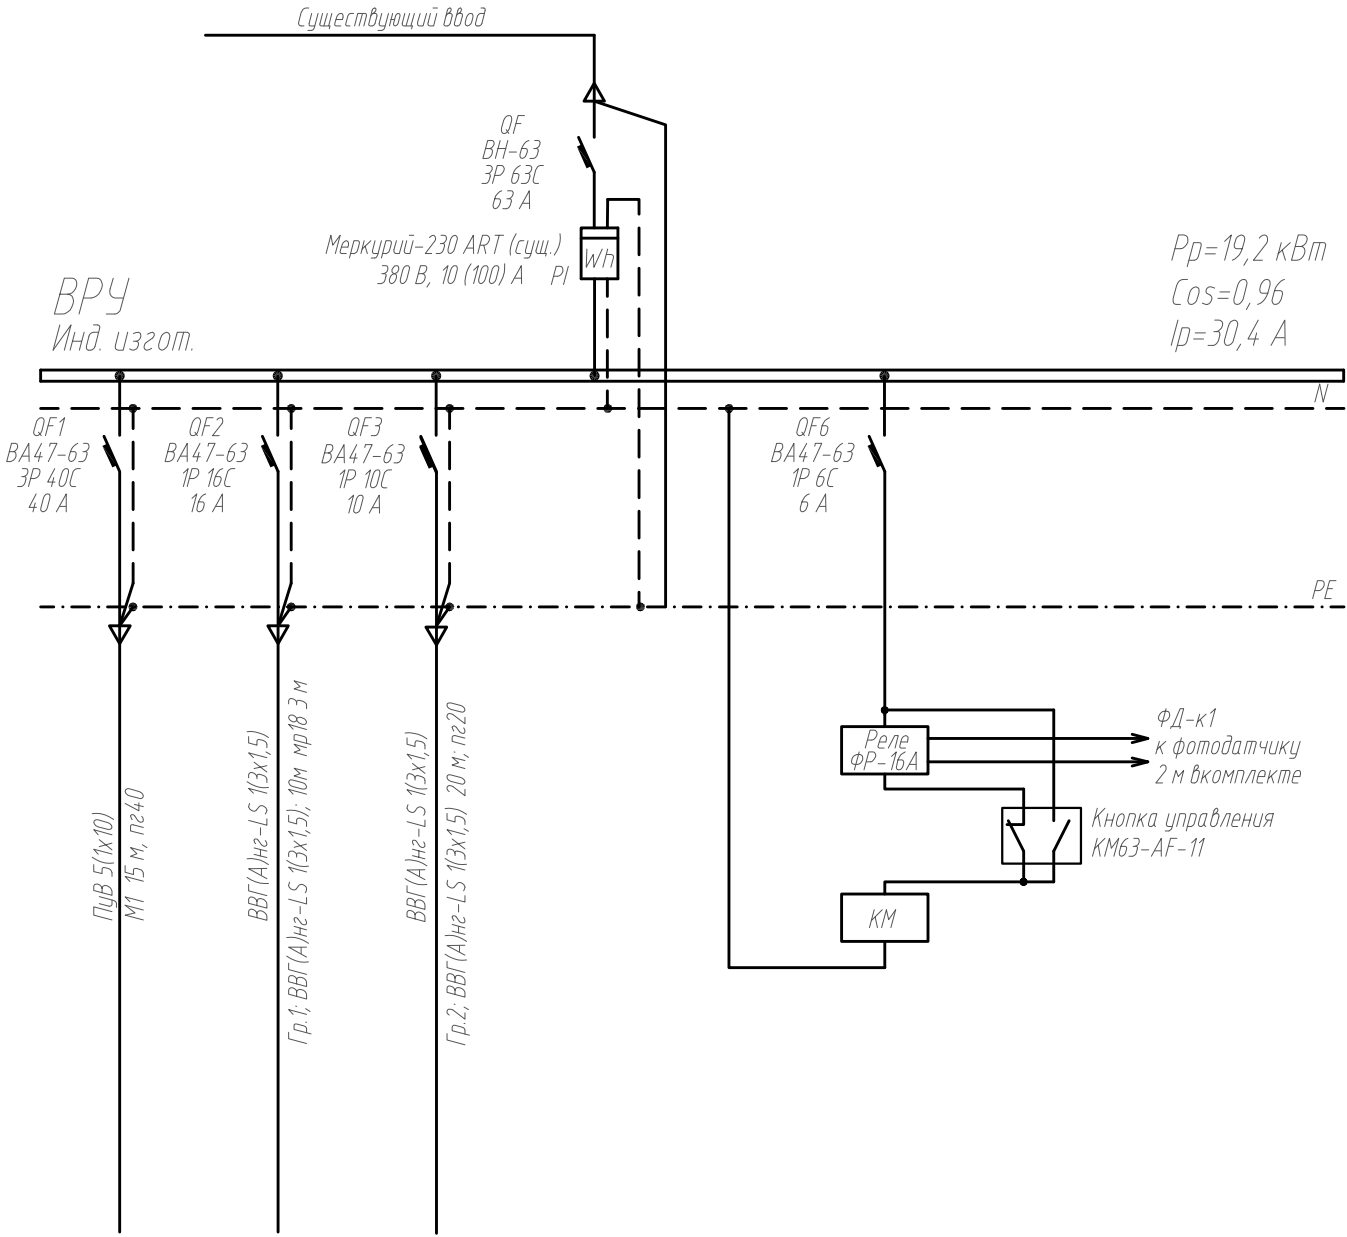 Существующий ввод
QF
ВН-63
3P 63С
63 А
Меркурий-230 ART (сущ.)
380 В, 10 (100) А PI
Wh
Рр=19,2 кВт
Cos=0,96
Iр=30,4 А
ВРУ
Инд. изгот.
N
QF1
ВА47-63
3P 40С
40 А
QF2
ВА47-63
1P 16С
16 А
QF3
ВА47-63
1P 10С
10 А
QF6
ВА47-63
1P 6С
6 А
PE
ПуВ 5(1х10)
М1 15 м, пг40
ВВГ(А)нг-LS 1(3х1,5)
Гр.1; ВВГ(А)нг-LS 1(3х1,5); 10м мр18 3 м
ВВГ(А)нг-LS 1(3х1,5)
Гр.2; ВВГ(А)нг-LS 1(3х1,5) 20 м; пг20
Реле
ФР-16А
ФД-к1
к фотодатчику
2 м вкомплекте
Кнопка управления
КМ63-AF-11
КМ